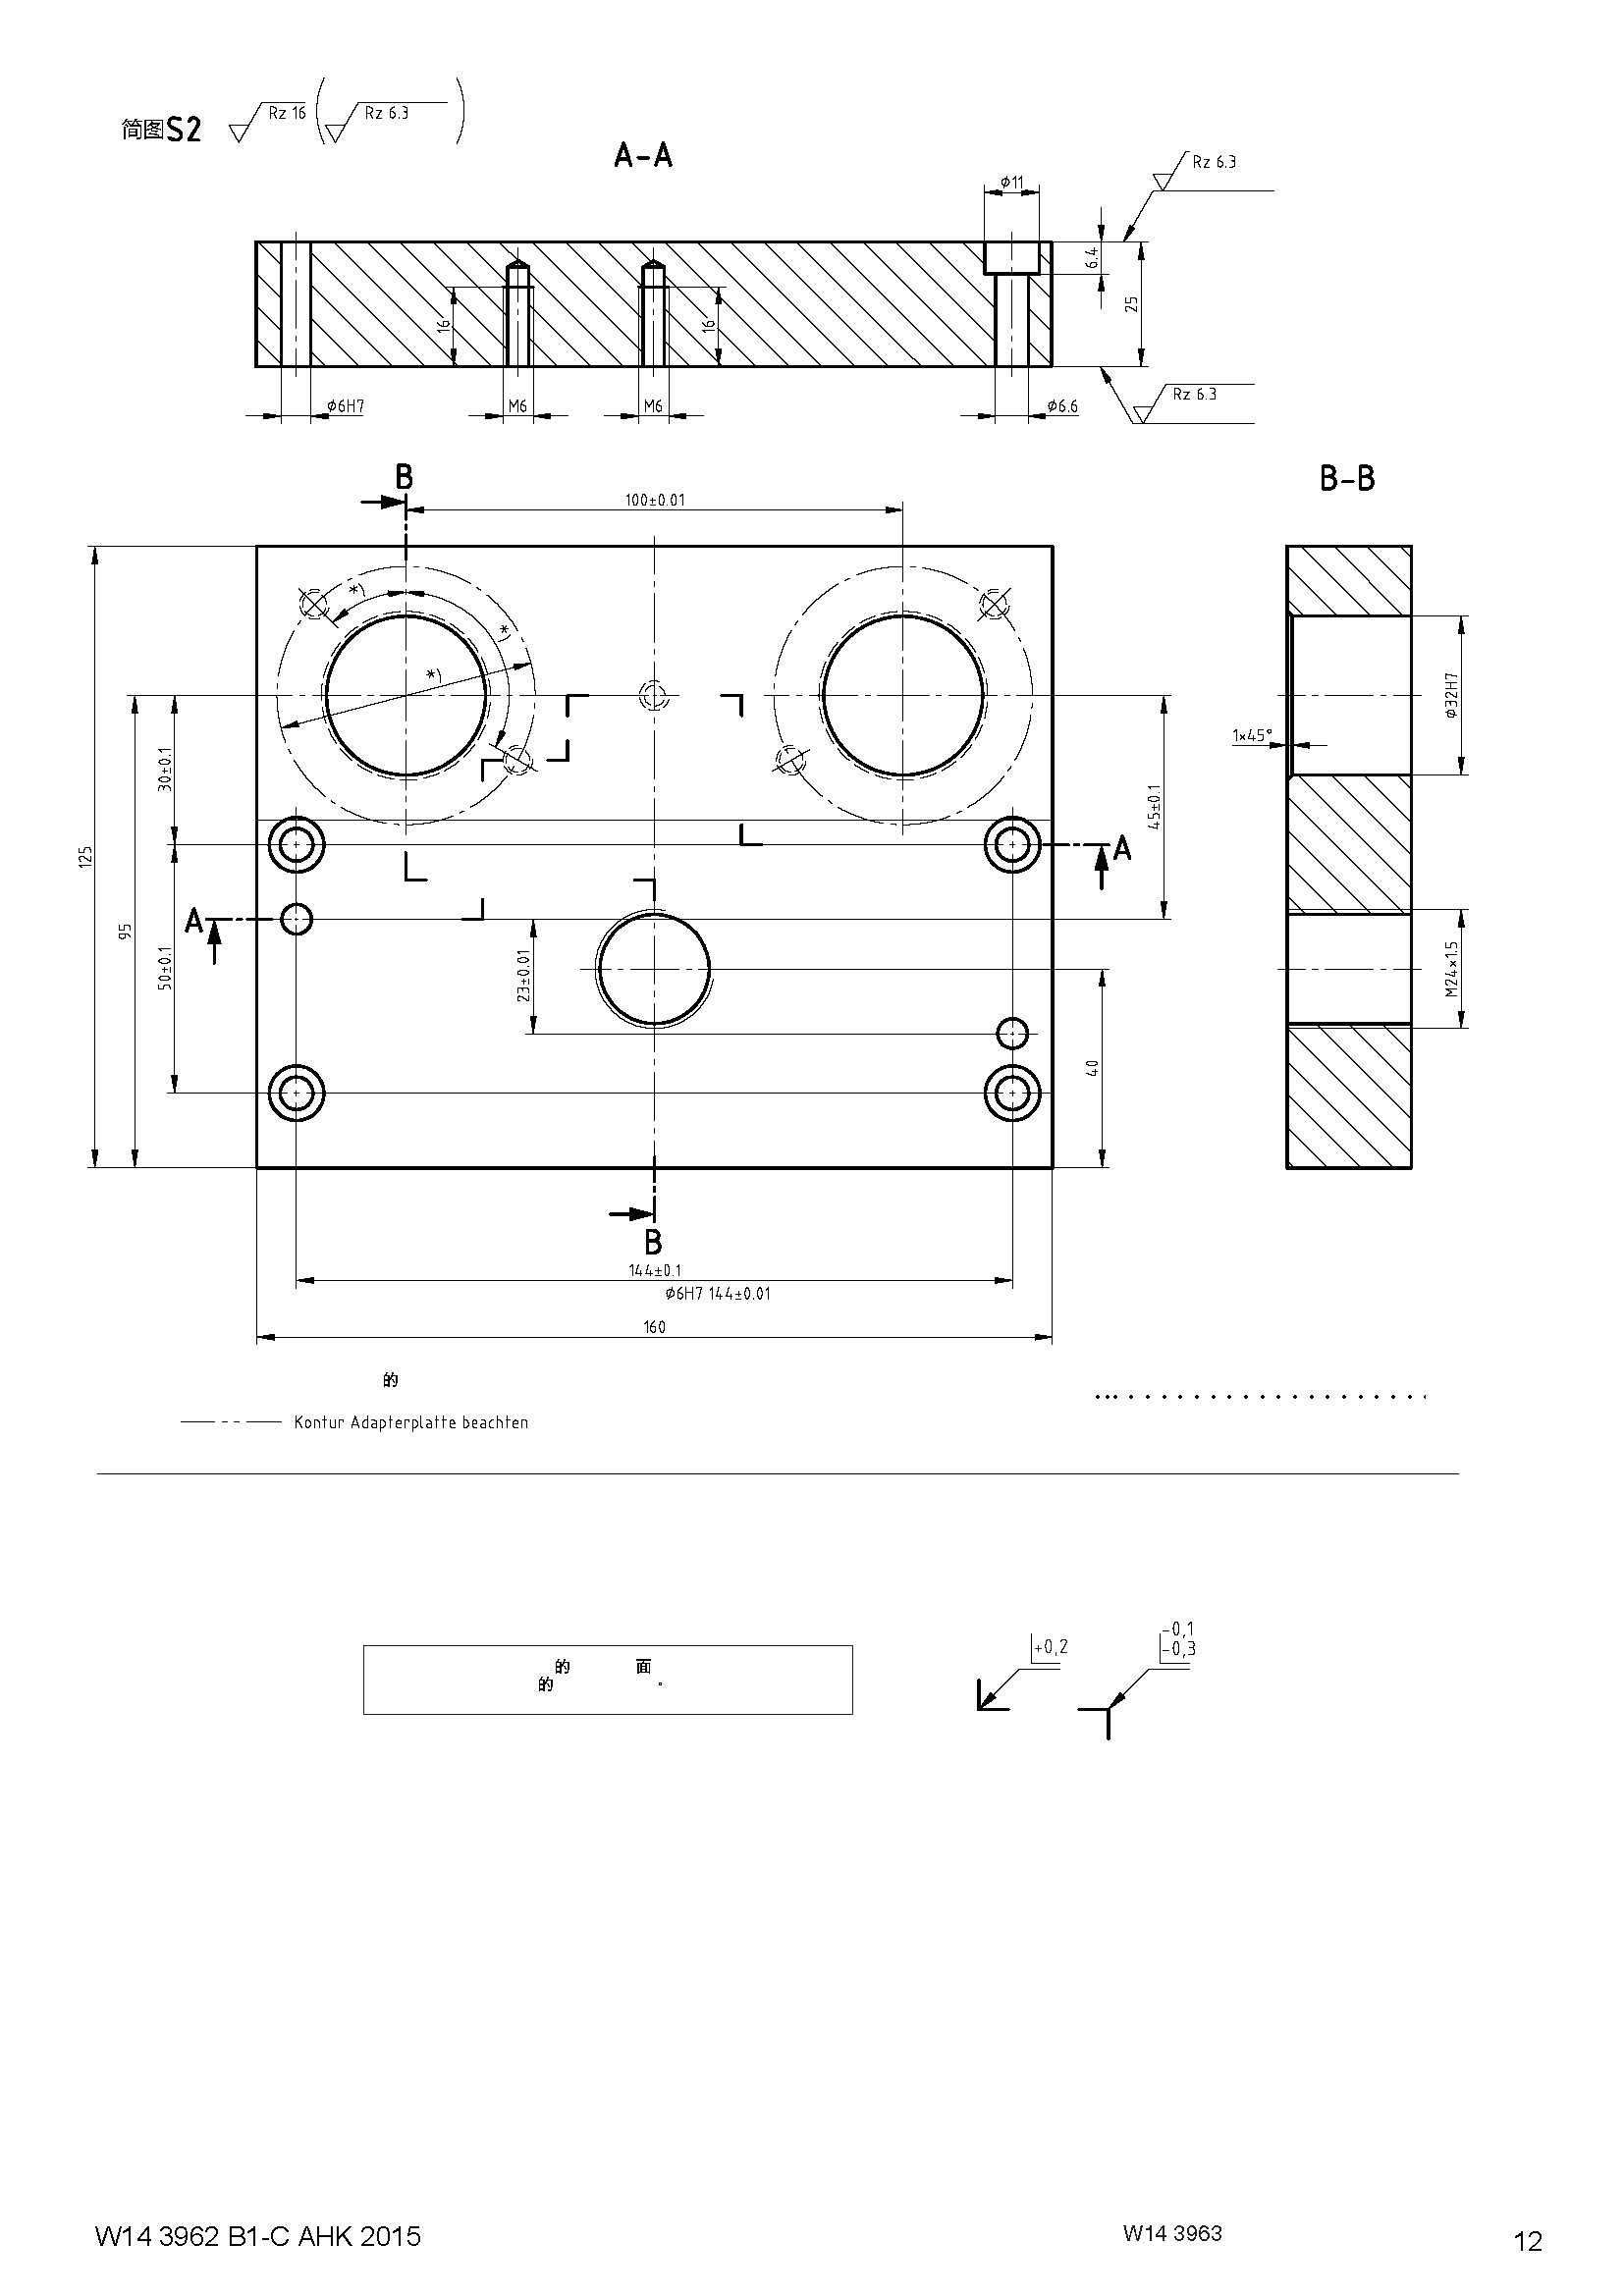 简图S2
Rz 16
Rz 6.3
A-A
Rz 6.3
ϕ11
6.4
25
16
16
ϕ6H7
M6
M6
ϕ6.6
Rz 6.3
B
B-B
100±0.01
*)
*)
*)
30±0.1
ϕ32H7
1×45°
45±0.1
125
A
A
95
50±0.1
23±0.01
M24×1.5
40
B
144±0.1
ϕ6H7 144±0.01
160
的
Kontur Adapterplatte beachten
的 面
的 。
+0,2
-0,1
-0,3
W14 3962 B1-C AHK 2015
W14 3963
12